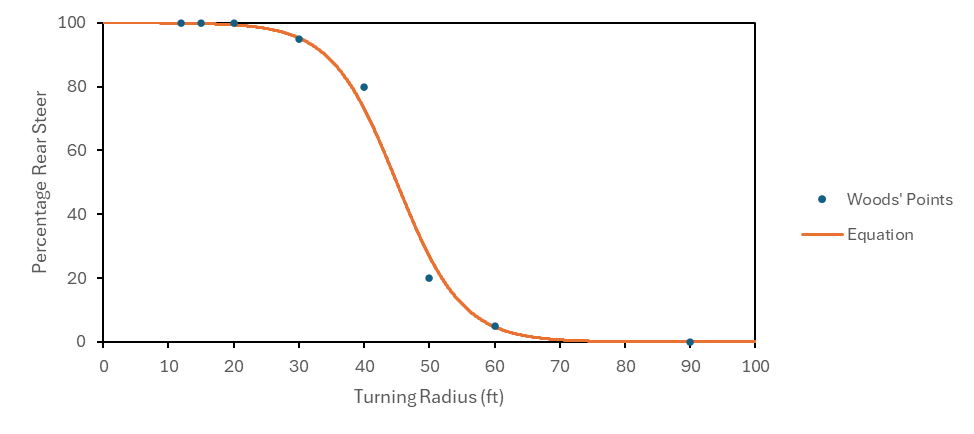 100
80
60
40
20
0
Percentage Rear Steer
0 10 20 30 40 50 60 70 80 90 100
Turning Radius (ft)
Woods' Points
Equation